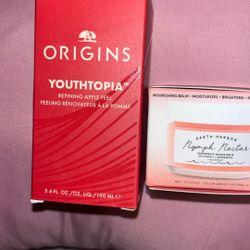 ORIGINS
YOUTHTOPIA™
REFINING APPLE PEEL
PEELING RÉNOVATEUR À LA POMME
3.4 FL.OZ./OZ. LIQ/100 ML ℮
NOURISHING BALM • MOISTURIZES • BRIGHTENS •
EARTH HARBOR
Nymph Nectar